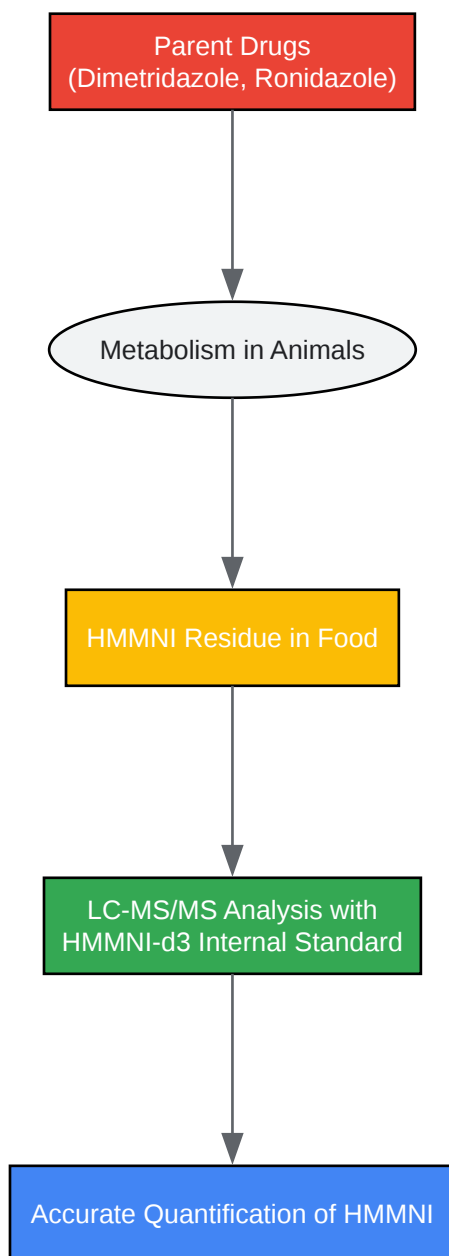 Parent Drugs
(Dimetridazole, Ronidazole)
Metabolism in Animals
HMMNI Residue in Food
LC-MS/MS Analysis with
HMMNI-d3 Internal Standard
Accurate Quantification of HMMNI